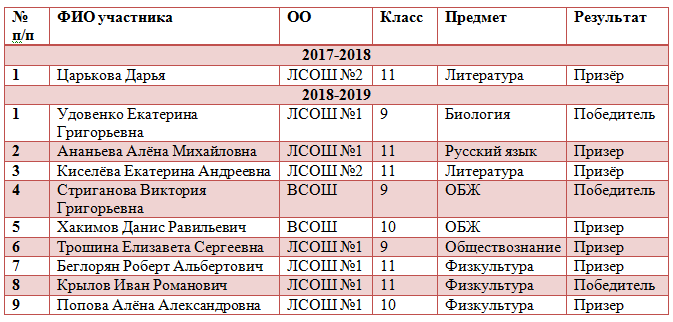 № ФИО участника ОО Класс Предмет Результат
п/п
2017-2018
1 Царькова Дарья ЛСОШ №2 11 Литература Призёр
2018-2019
1 Удовенко Екатерина ЛСОШ №1 9 Биология Победитель
Григорьевна
2 Ананьева Алёна Михайловна ЛСОШ №1 11 Русский язык Призер
3 Киселёва Екатерина Андреевна ЛСОШ №2 11 Литература Призёр
4 Стриганова Виктория ВСОШ 9 ОБЖ Победитель
Григорьевна
5 Хакимов Данис Равильевич ВСОШ 10 ОБЖ Призер
6 Трошина Елизавета Сергеевна ЛСОШ №1 9 Обществознание Призер
7 Беглорян Роберт Альбертович ЛСОШ №1 11 Физкультура Призер
8 Крылов Иван Романович ЛСОШ №1 11 Физкультура Победитель
9 Попова Алёна Александровна ЛСОШ №1 10 Физкультура Призер